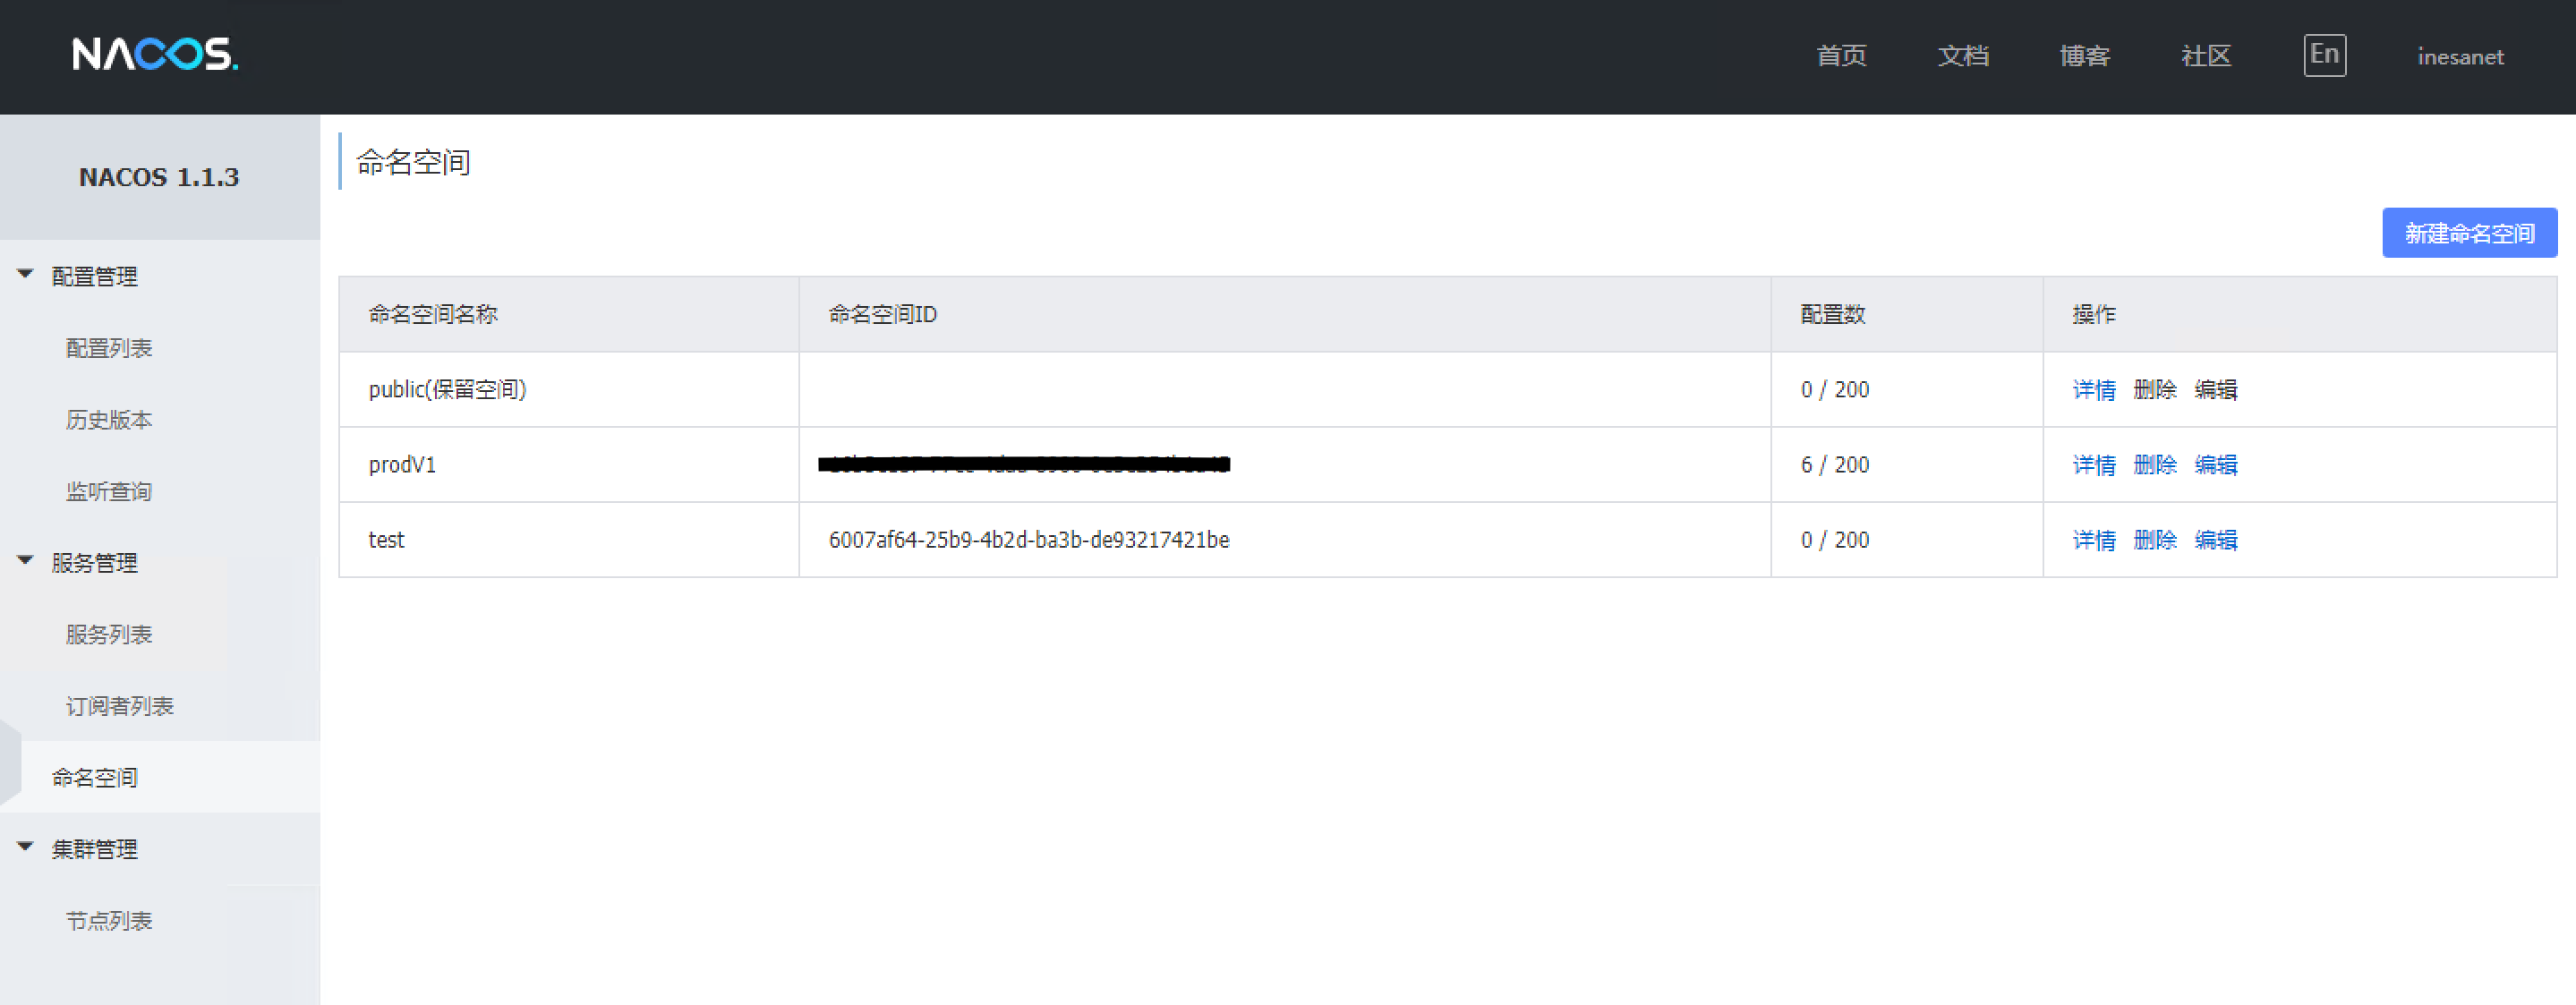 NACOS.
首页 文档 博客 社区 En inesanet
NACOS 1.1.3
配置管理
配置列表
历史版本
监听查询
服务管理
服务列表
订阅者列表
命名空间
集群管理
节点列表
命名空间
新建命名空间
命名空间名称 命名空间ID 配置数 操作
public(保留空间) 0 / 200 详情 删除 编辑
prodV1 6 / 200 详情 删除 编辑
test 6007af64-25b9-4b2d-ba3b-de93217421be 0 / 200 详情 删除 编辑